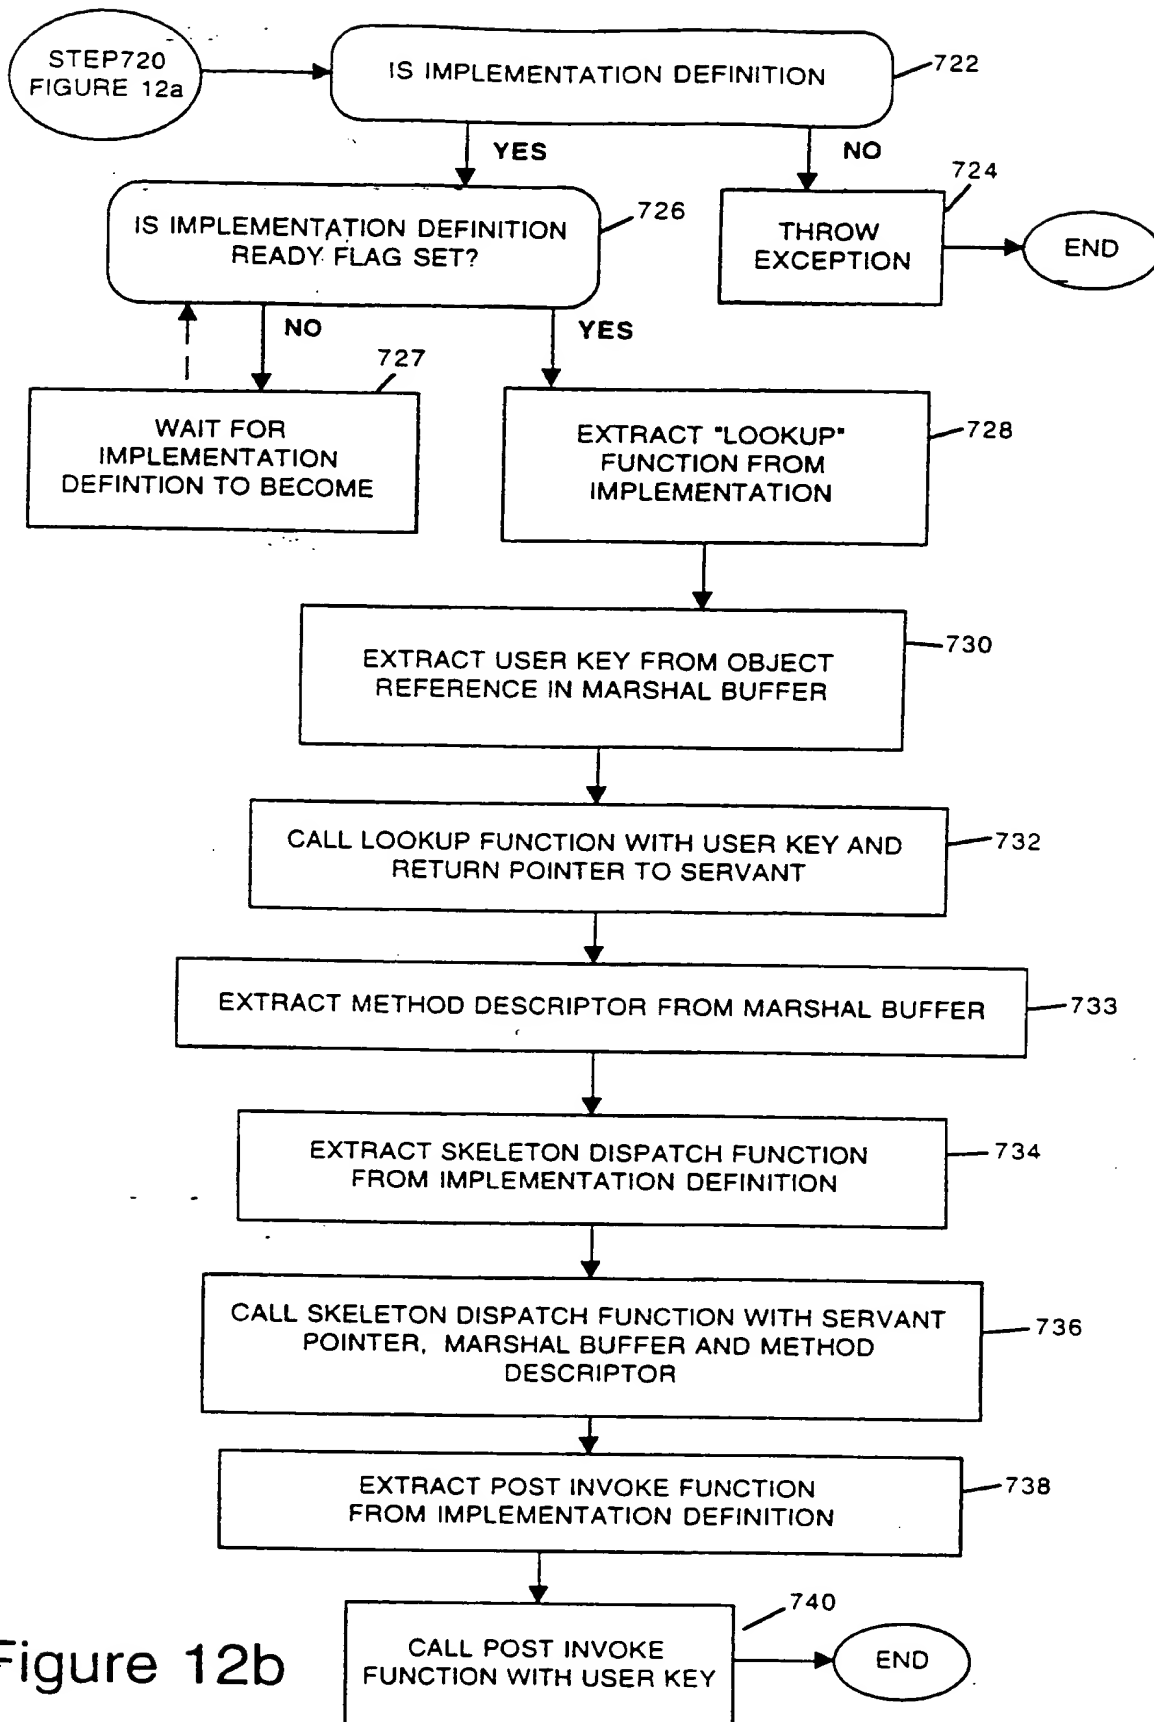 STEP720
FIGURE 12a
IS IMPLEMENTATION DEFINITION
722
YES
NO
724
IS IMPLEMENTATION DEFINITION
READY FLAG SET?
726
THROW
EXCEPTION
END
NO
YES
727
WAIT FOR
IMPLEMENTATION
DEFINTION TO BECOME
EXTRACT "LOOKUP"
FUNCTION FROM
IMPLEMENTATION
728
EXTRACT USER KEY FROM OBJECT
REFERENCE IN MARSHAL BUFFER
730
CALL LOOKUP FUNCTION WITH USER KEY AND
RETURN POINTER TO SERVANT
732
EXTRACT METHOD DESCRIPTOR FROM MARSHAL BUFFER
733
EXTRACT SKELETON DISPATCH FUNCTION
FROM IMPLEMENTATION DEFINITION
734
CALL SKELETON DISPATCH FUNCTION WITH SERVANT
POINTER, MARSHAL BUFFER AND METHOD
DESCRIPTOR
736
EXTRACT POST INVOKE FUNCTION
FROM IMPLEMENTATION DEFINITION
738
740
CALL POST INVOKE
FUNCTION WITH USER KEY
END
Figure 12b